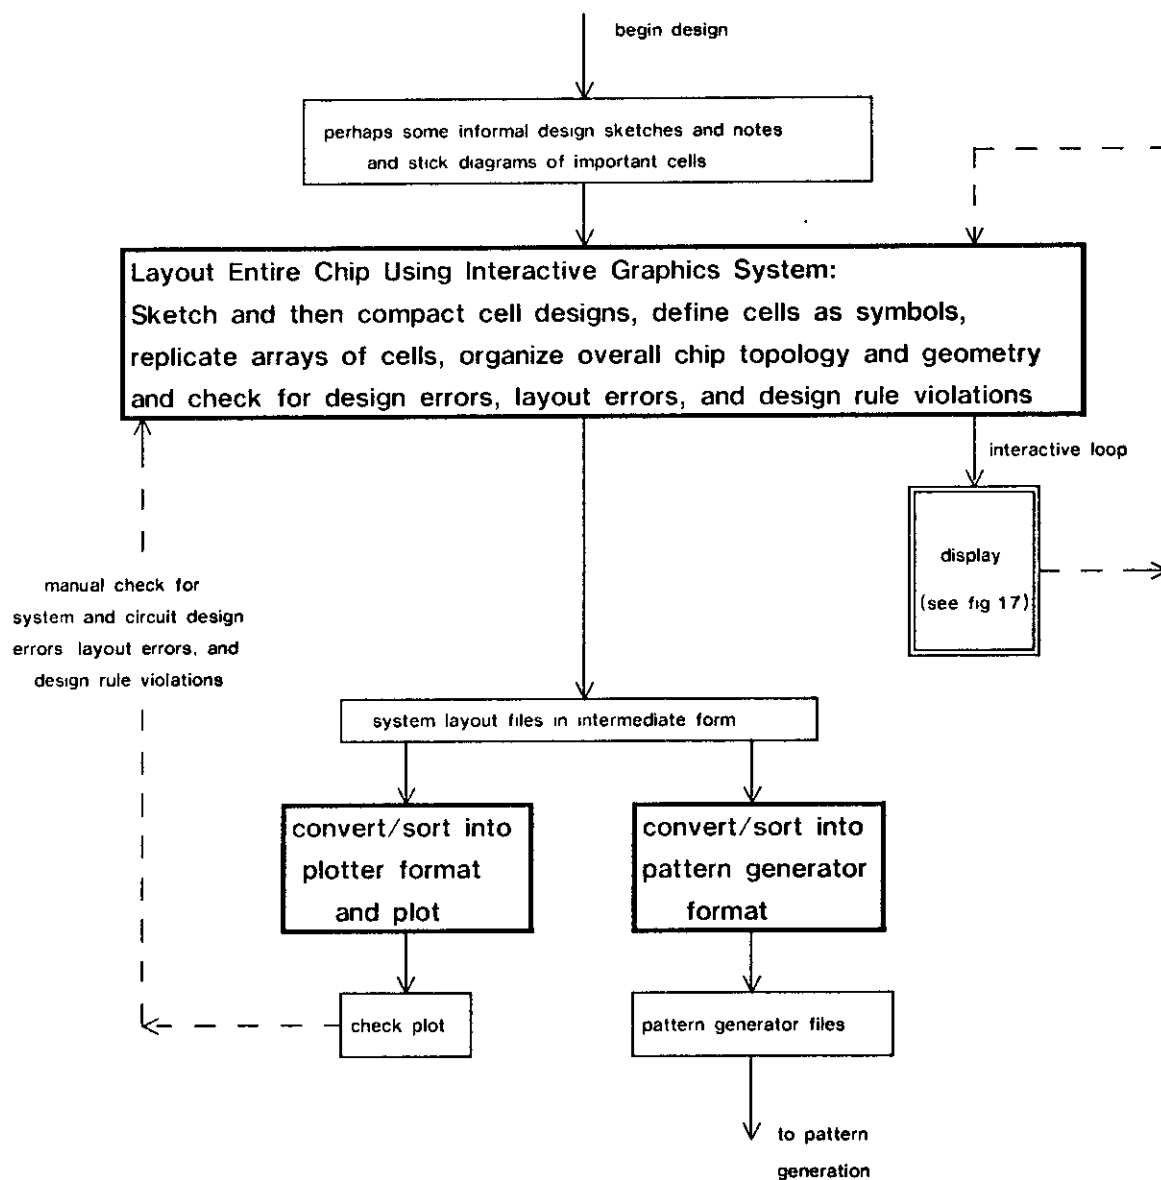 begin design
perhaps some informal design sketches and notes
and stick diagrams of important cells
Layout Entire Chip Using Interactive Graphics System:
Sketch and then compact cell designs, define cells as symbols,
replicate arrays of cells, organize overall chip topology and geometry
and check for design errors, layout errors, and design rule violations
interactive loop
display
(see fig 17)
manual check for
system and circuit design
errors layout errors, and
design rule violations
system layout files in intermediate form
convert/sort into
plotter format
and plot
convert/sort into
pattern generator
format
check plot
pattern generator files
to pattern
generation